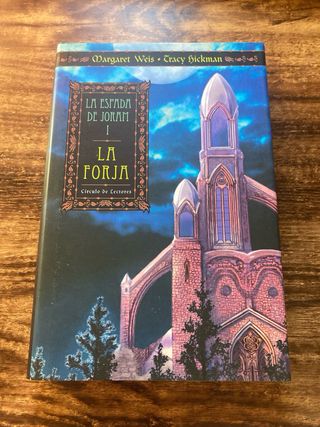 Margaret Weis • Tracy Hickman
LA ESPADA
DE JORAM
I
LA
FORJA
Círculo de Lectores